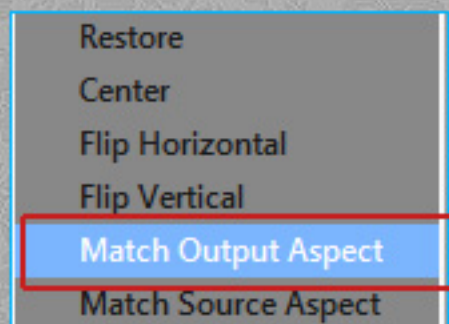 Restore
Center
Flip Horizontal
Flip Vertical
Match Output Aspect
Match Source Aspect